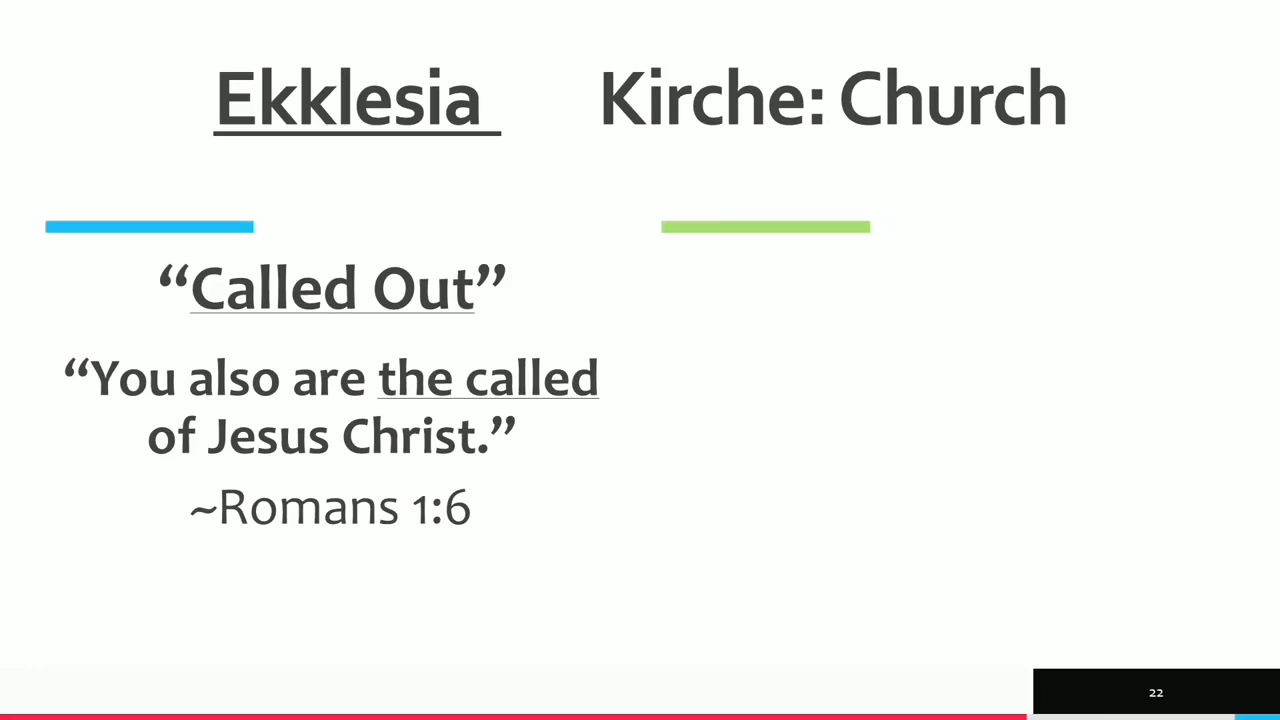 Ekklesia Kirche: Church
“Called Out”
“You also are the called
of Jesus Christ.”
~Romans 1:6
22